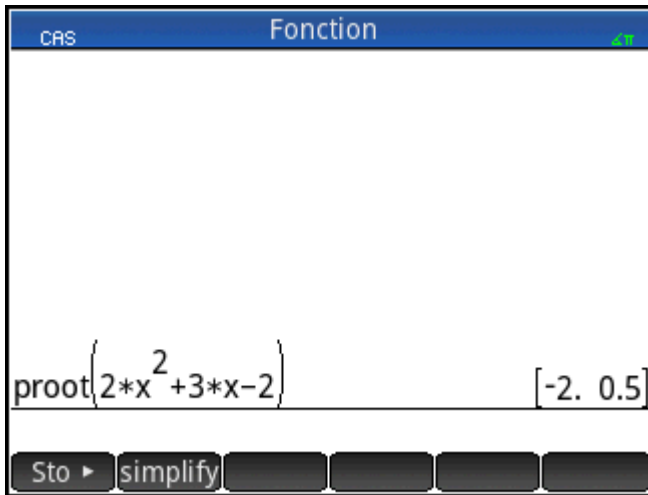 CAS Fonction ∡π
proot(2*x²+3*x-2) [-2. 0.5]
Sto ► simplify